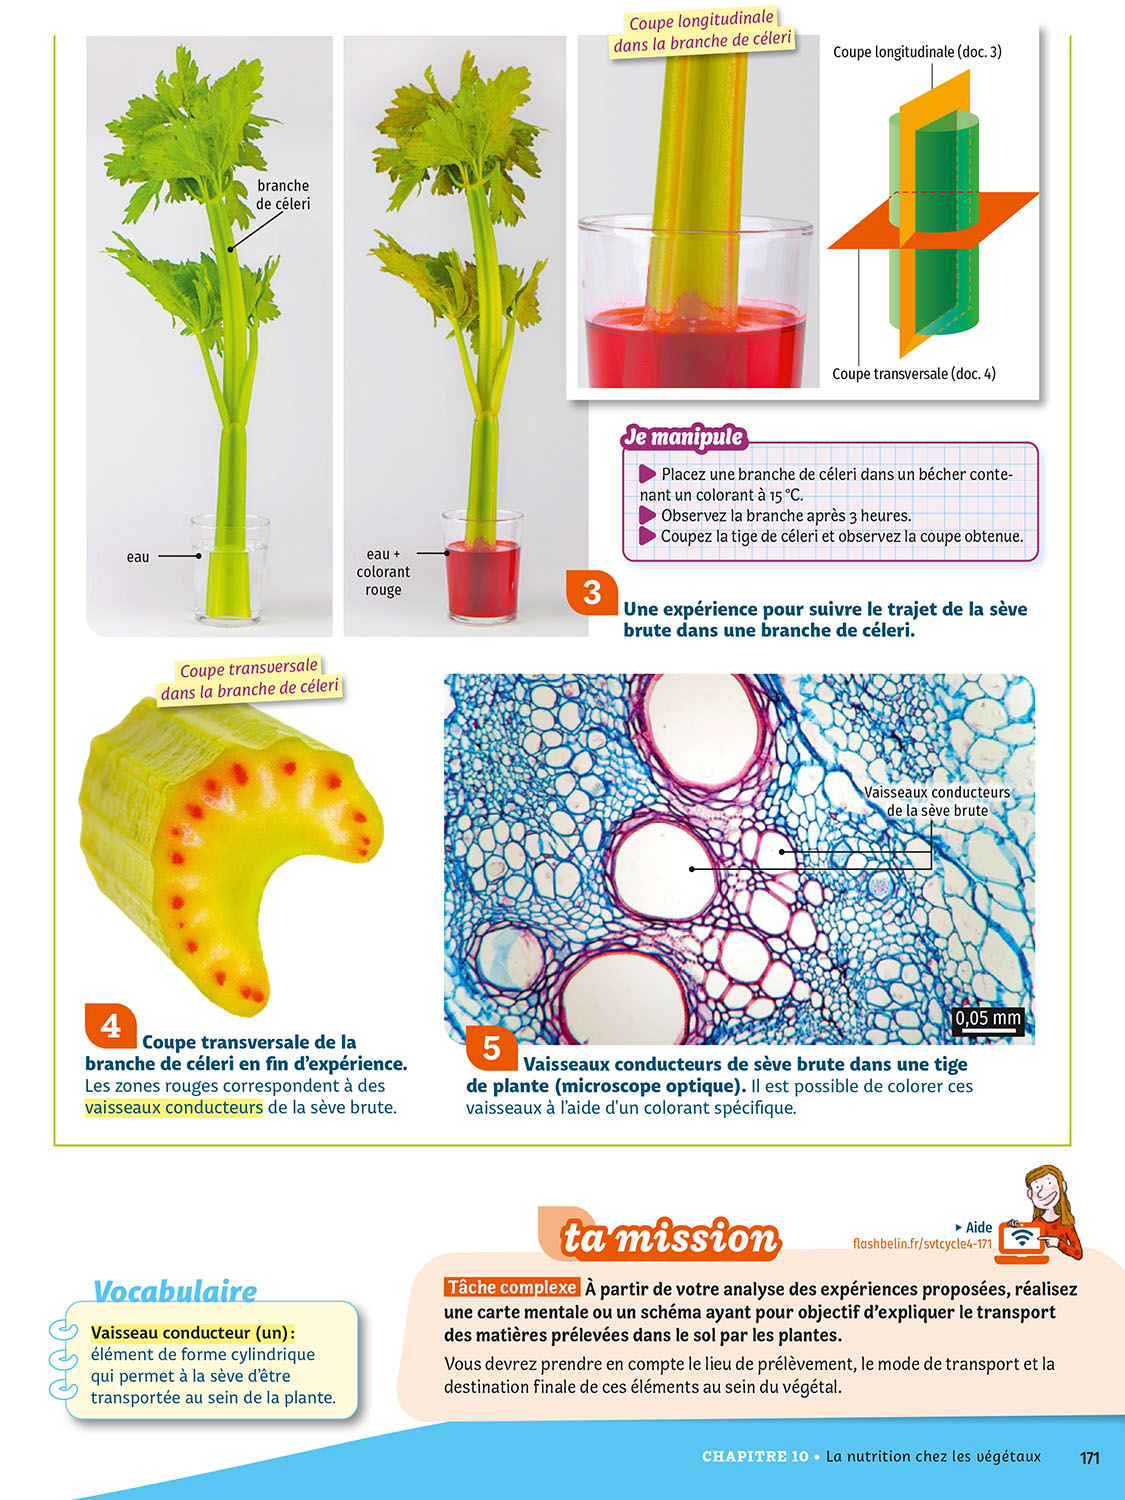 Coupe longitudinale
dans la branche de céleri
Coupe longitudinale (doc. 3)
branche
de céleri
Coupe transversale (doc. 4)
eau
eau +
colorant
rouge
Je manipule
Placez une branche de céleri dans un bécher conte-
nant un colorant à 15 °C.
Observez la branche après 3 heures.
Coupez la tige de céleri et observez la coupe obtenue.
3
Une expérience pour suivre le trajet de la sève
brute dans une branche de céleri.
Coupe transversale
dans la branche de céleri
4
Coupe transversale de la
branche de céleri en fin d'expérience.
Les zones rouges correspondent à des
vaisseaux conducteurs de la sève brute.
Vaisseaux conducteurs
de la sève brute
0,05 mm
5
Vaisseaux conducteurs de sève brute dans une tige
de plante (microscope optique). Il est possible de colorer ces
vaisseaux à l'aide d'un colorant spécifique.
ta mission
▸ Aide
flashbelin.fr/svtcycle4-171
Tâche complexe À partir de votre analyse des expériences proposées, réalisez
une carte mentale ou un schéma ayant pour objectif d'expliquer le transport
des matières prélevées dans le sol par les plantes.
Vous devrez prendre en compte le lieu de prélèvement, le mode de transport et la
destination finale de ces éléments au sein du végétal.
Vocabulaire
Vaisseau conducteur (un) :
élément de forme cylindrique
qui permet à la sève d'être
transportée au sein de la plante.
CHAPITRE 10 • La nutrition chez les végétaux 171